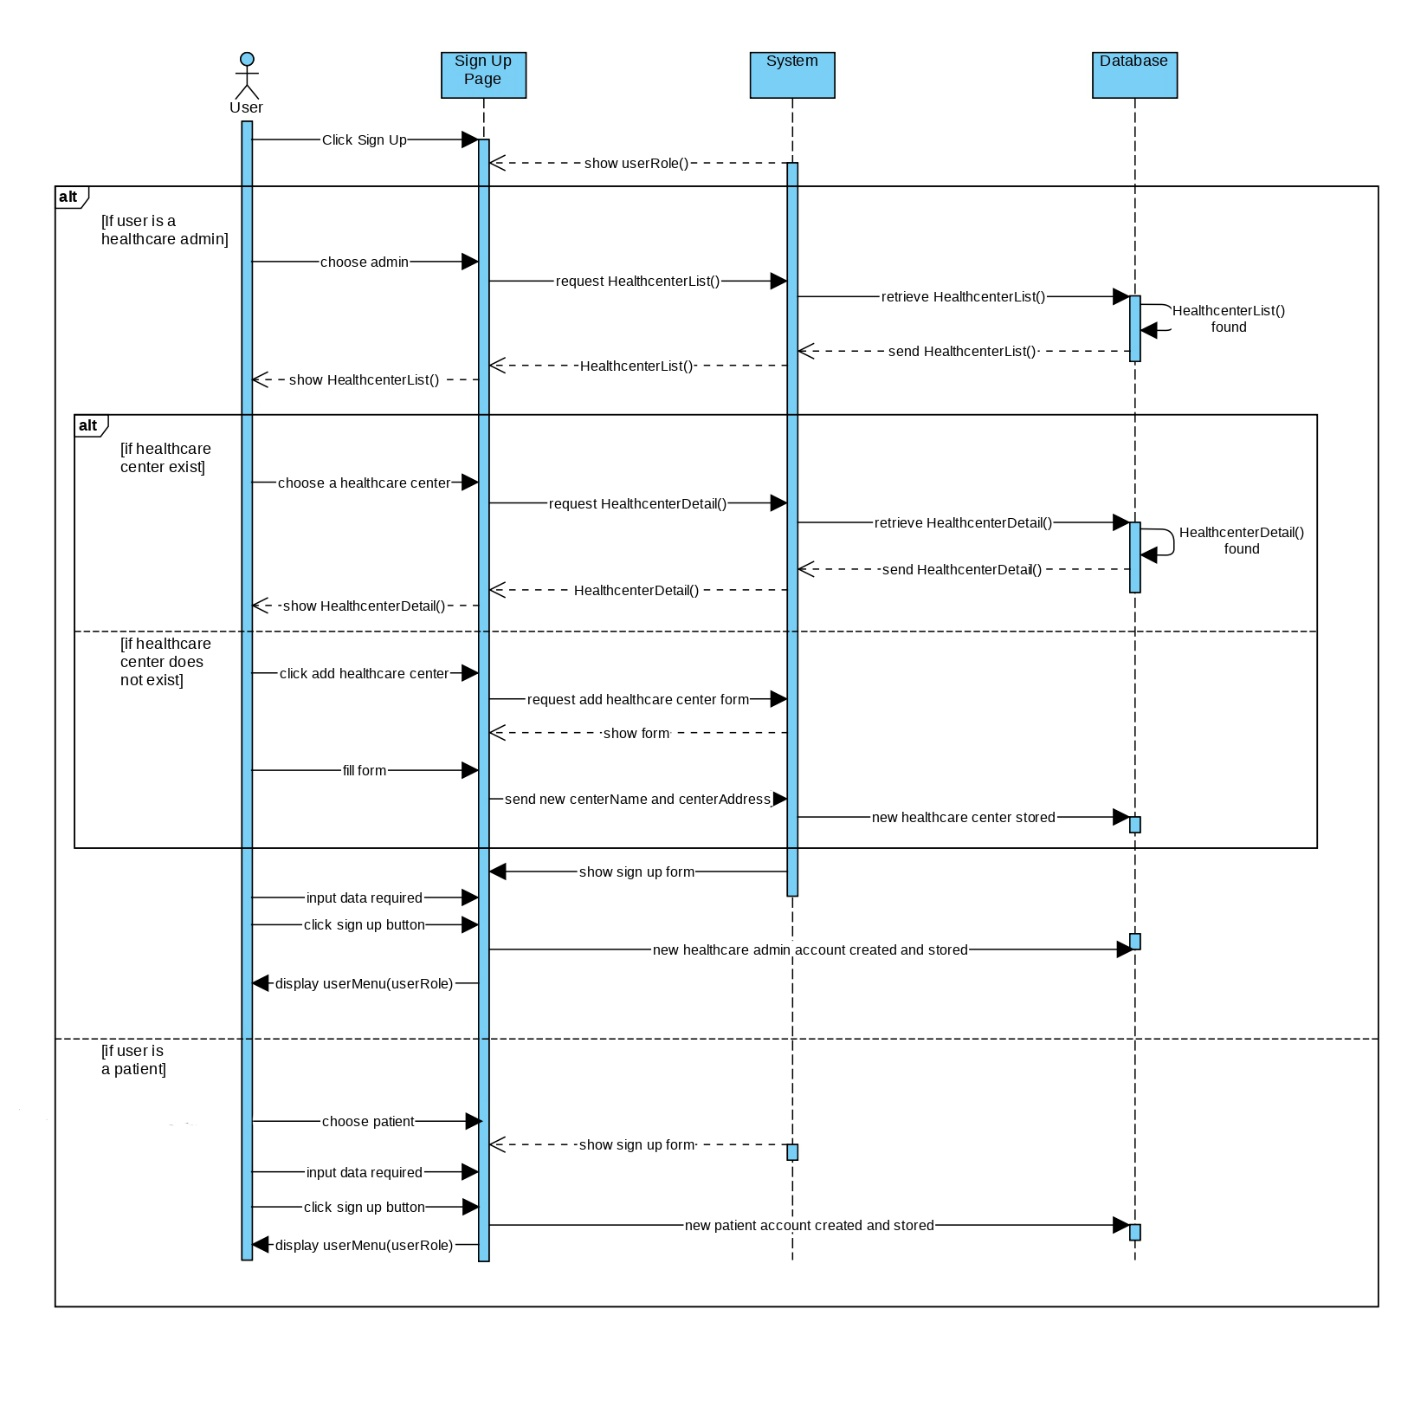 Sign Up
Page
System
Database
User
Click Sign Up
show userRole()
alt
[If user is a
healthcare admin]
choose admin
request HealthcenterList()
retrieve HealthcenterList()
HealthcenterList()
found
send HealthcenterList()
HealthcenterList()
show HealthcenterList()
alt
[if healthcare
center exist]
choose a healthcare center
request HealthcenterDetail()
retrieve HealthcenterDetail()
HealthcenterDetail()
found
send HealthcenterDetail()
HealthcenterDetail()
show HealthcenterDetail()
[if healthcare
center does
not exist]
click add healthcare center
request add healthcare center form
show form
fill form
send new centerName and centerAddress
new healthcare center stored
show sign up form
input data required
click sign up button
new healthcare admin account created and stored
display userMenu(userRole)
[if user is
a patient]
choose patient
show sign up form
input data required
click sign up button
new patient account created and stored
display userMenu(userRole)